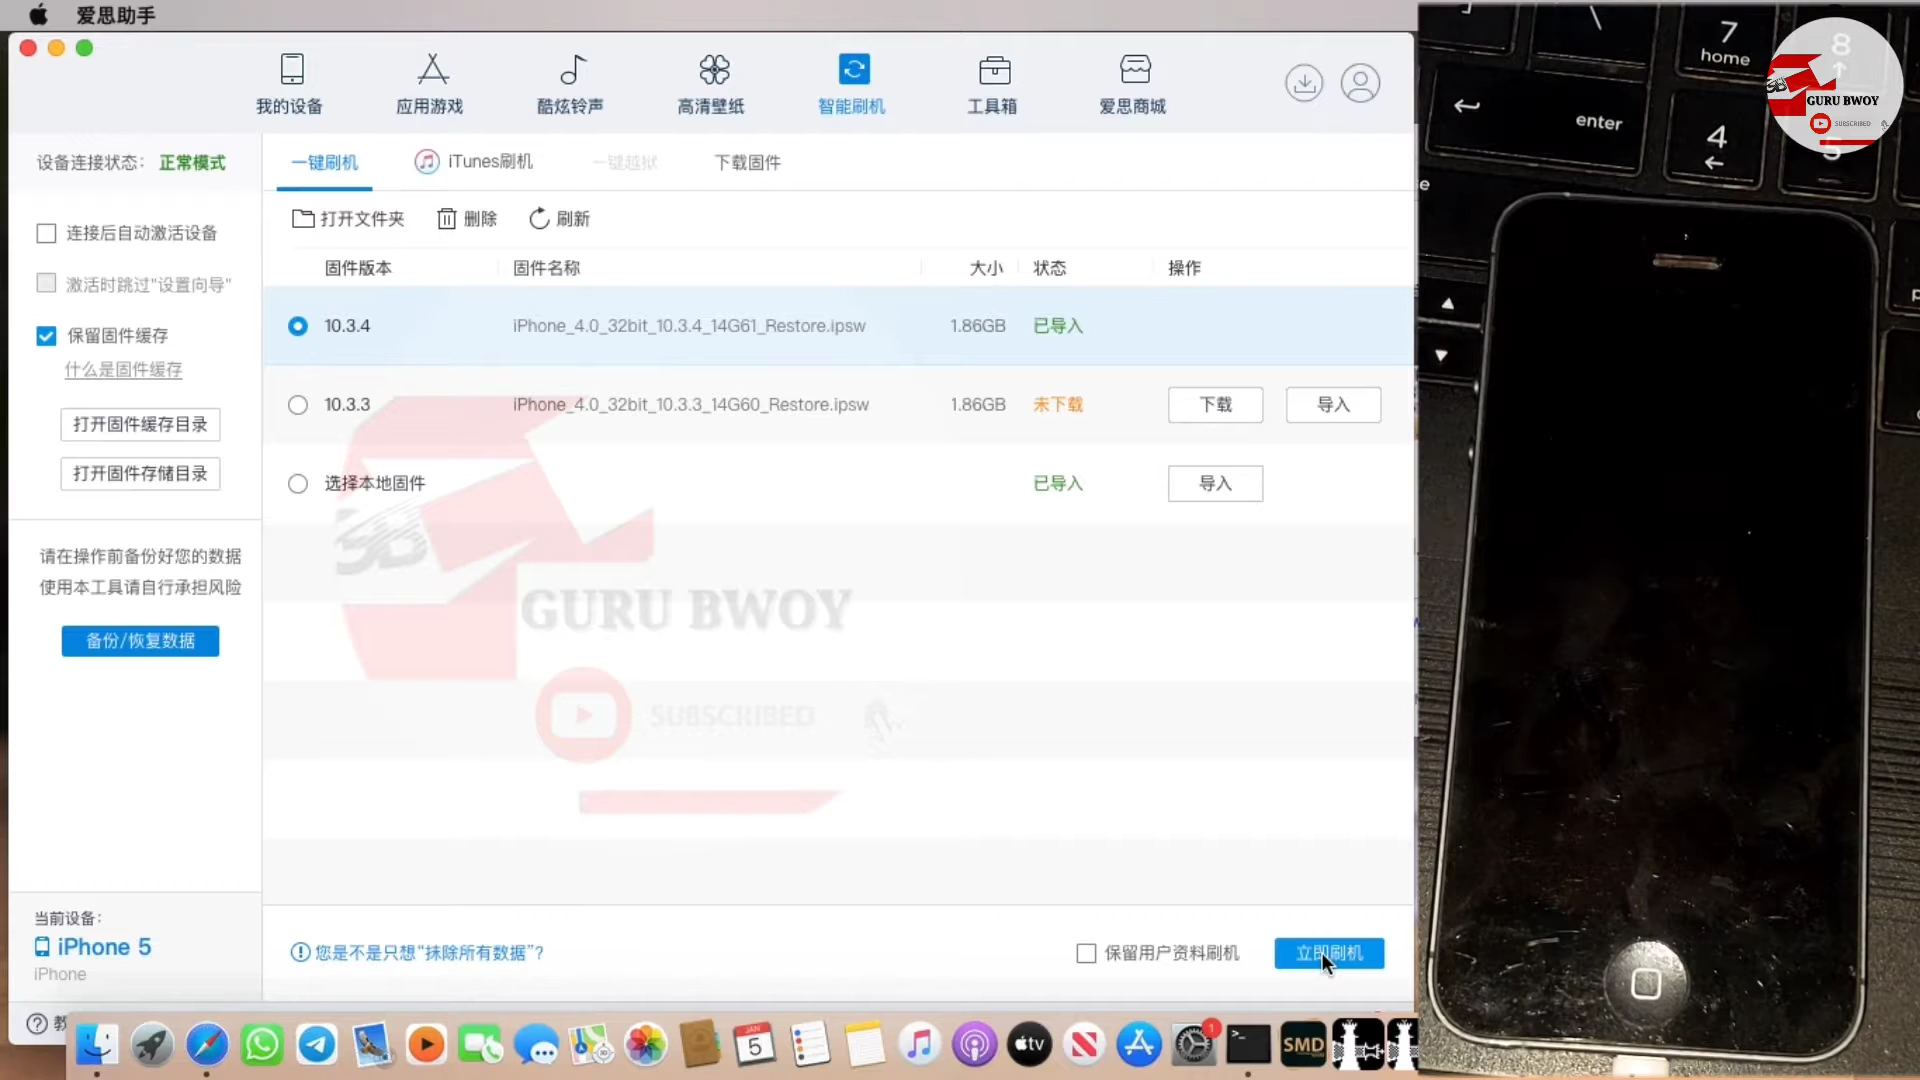 爱思助手
我的设备
应用游戏
酷炫铃声
高清壁纸
智能刷机
工具箱
爱思商城
设备连接状态: 正常模式
一键刷机
iTunes刷机
一键越狱
下载固件
连接后自动激活设备
激活时跳过"设置向导"
保留固件缓存
什么是固件缓存
打开固件缓存目录
打开固件存储目录
请在操作前备份好您的数据
使用本工具请自行承担风险
备份/恢复数据
打开文件夹 删除 刷新
固件版本 固件名称 大小 状态 操作
10.3.4 iPhone_4.0_32bit_10.3.4_14G61_Restore.ipsw 1.86GB 已导入
10.3.3 iPhone_4.0_32bit_10.3.3_14G60_Restore.ipsw 1.86GB 未下载 下载 导入
选择本地固件 已导入 导入
GURU BWOY
SUBSCRIBED
当前设备:
iPhone 5
iPhone
您是不是只想“抹除所有数据”?
保留用户资料刷机
立即刷机
教
JAN
5
tv
1
SMD
7
home
8
enter
4
5
GURU BWOY
SUBSCRIBED